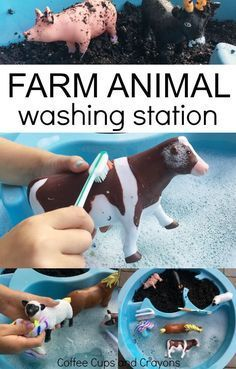 FARM ANIMAL
washing station
Coffee Cups and Crayons